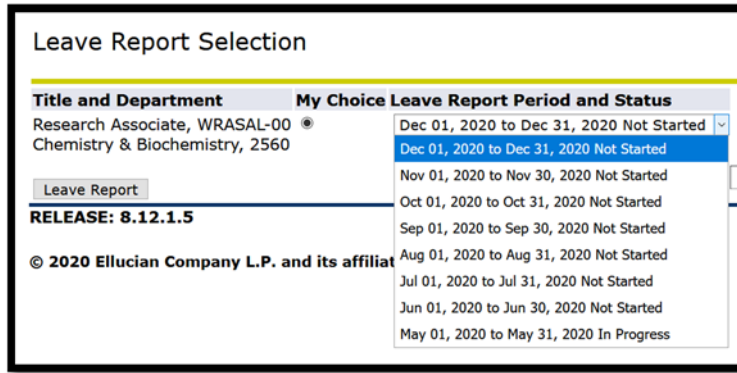 Leave Report Selection
Title and Department My Choice Leave Report Period and Status
Research Associate, WRASAL-00 Dec 01, 2020 to Dec 31, 2020 Not Started
Chemistry & Biochemistry, 2560
Dec 01, 2020 to Dec 31, 2020 Not Started
Nov 01, 2020 to Nov 30, 2020 Not Started
Oct 01, 2020 to Oct 31, 2020 Not Started
Sep 01, 2020 to Sep 30, 2020 Not Started
Aug 01, 2020 to Aug 31, 2020 Not Started
Jul 01, 2020 to Jul 31, 2020 Not Started
Jun 01, 2020 to Jun 30, 2020 Not Started
May 01, 2020 to May 31, 2020 In Progress
Leave Report
RELEASE: 8.12.1.5
© 2020 Ellucian Company L.P. and its affiliat